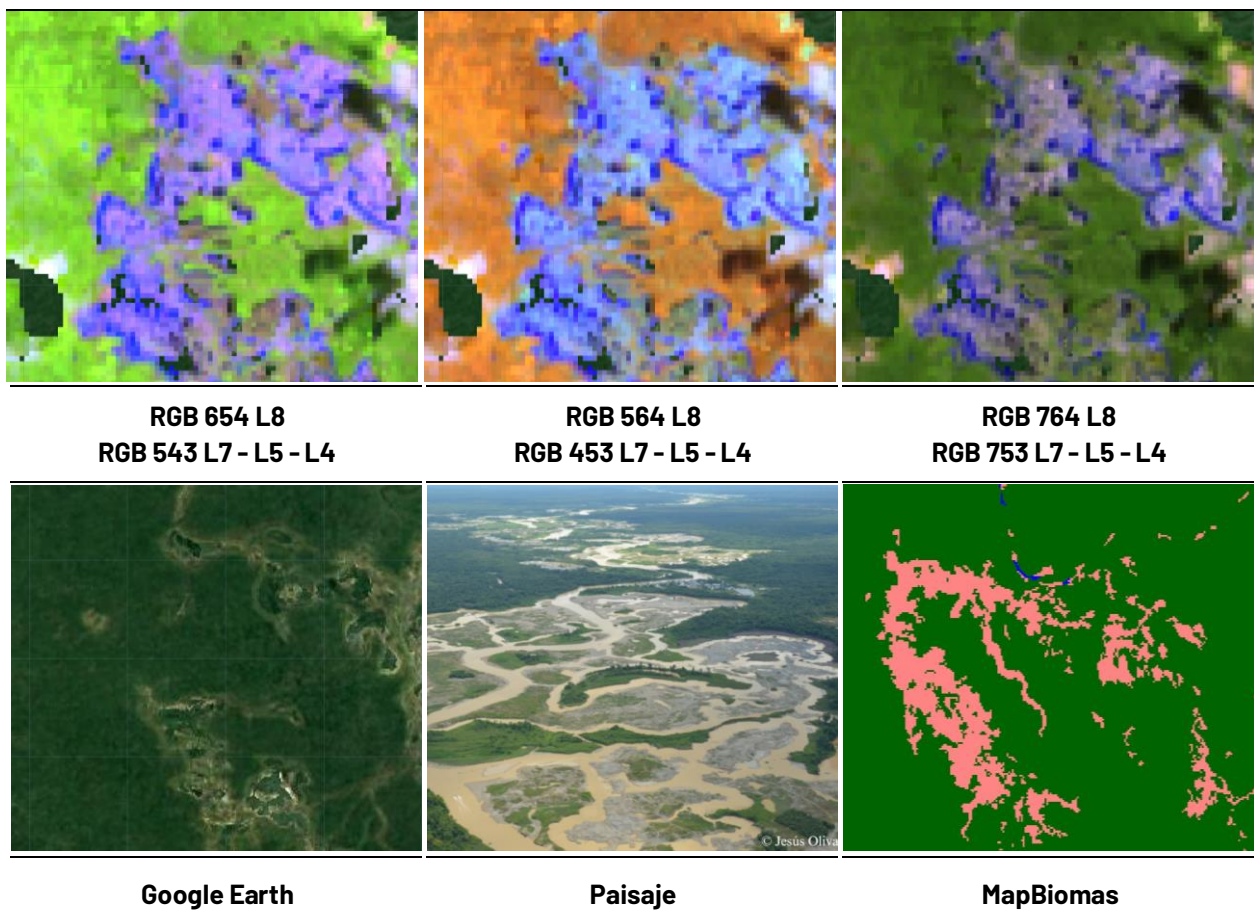 RGB 654 L8
RGB 543 L7 - L5 - L4
RGB 564 L8
RGB 453 L7 - L5 - L4
RGB 764 L8
RGB 753 L7 - L5 - L4
© Jesús Oliva
Google Earth
Paisaje
MapBiomas